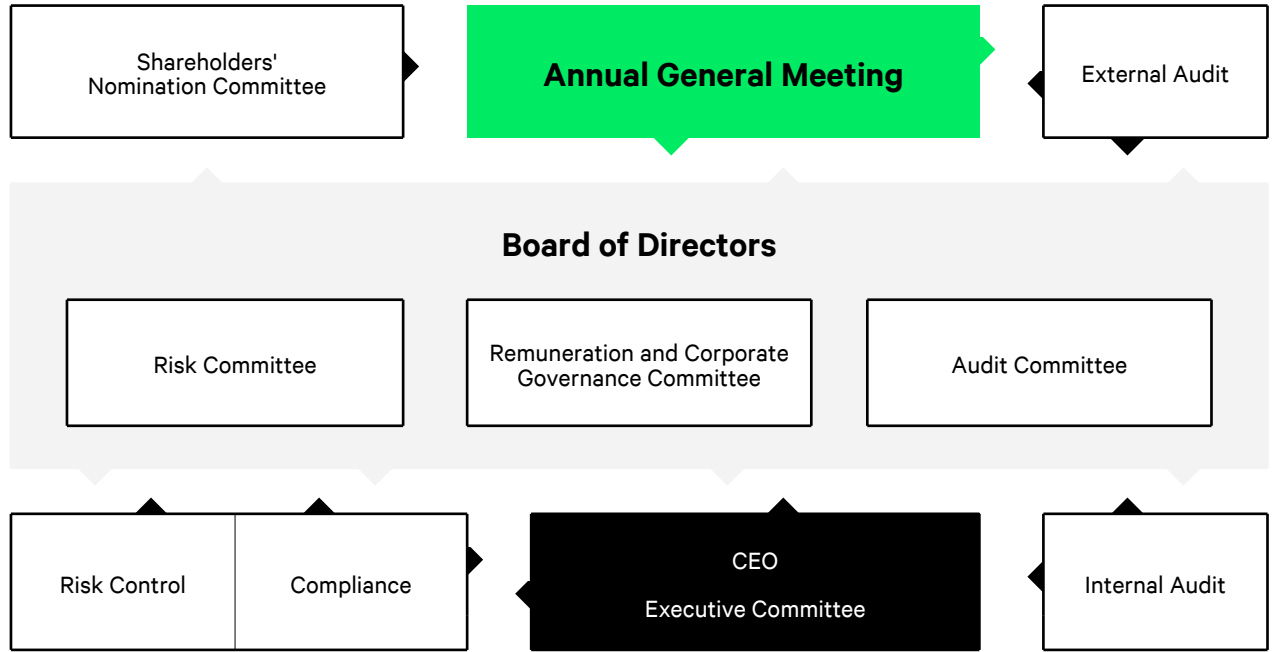 Shareholders'
Nomination Committee
Annual General Meeting
External Audit
Board of Directors
Risk Committee
Remuneration and Corporate
Governance Committee
Audit Committee
Risk Control
Compliance
CEO
Executive Committee
Internal Audit